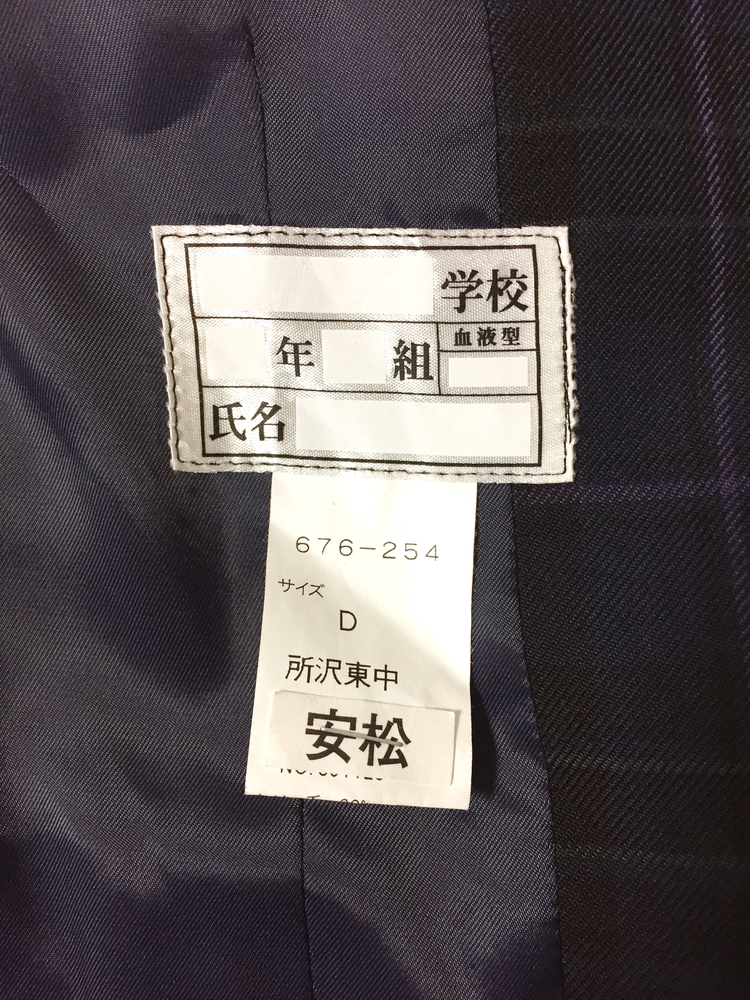 学校
年 組 血液型
氏名
676-254
サイズ
D
所沢東中
安松